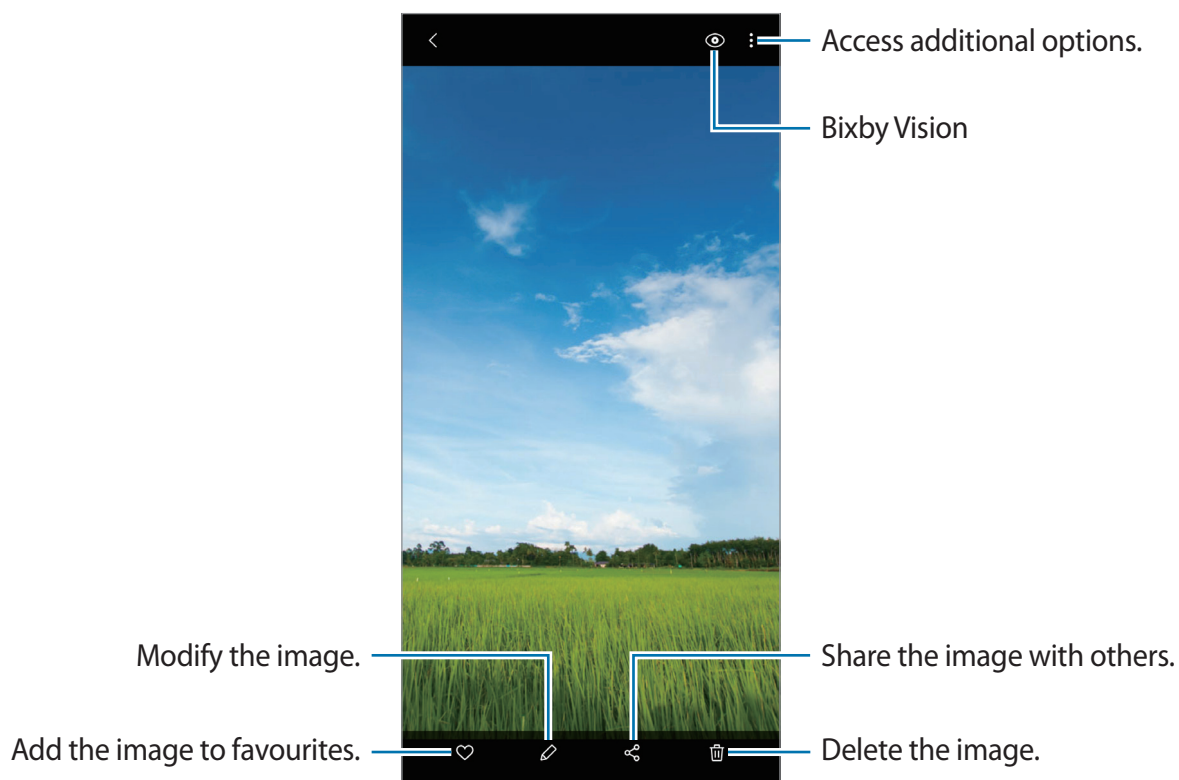 Access additional options.
Bixby Vision
Modify the image.
Share the image with others.
Add the image to favourites.
Delete the image.